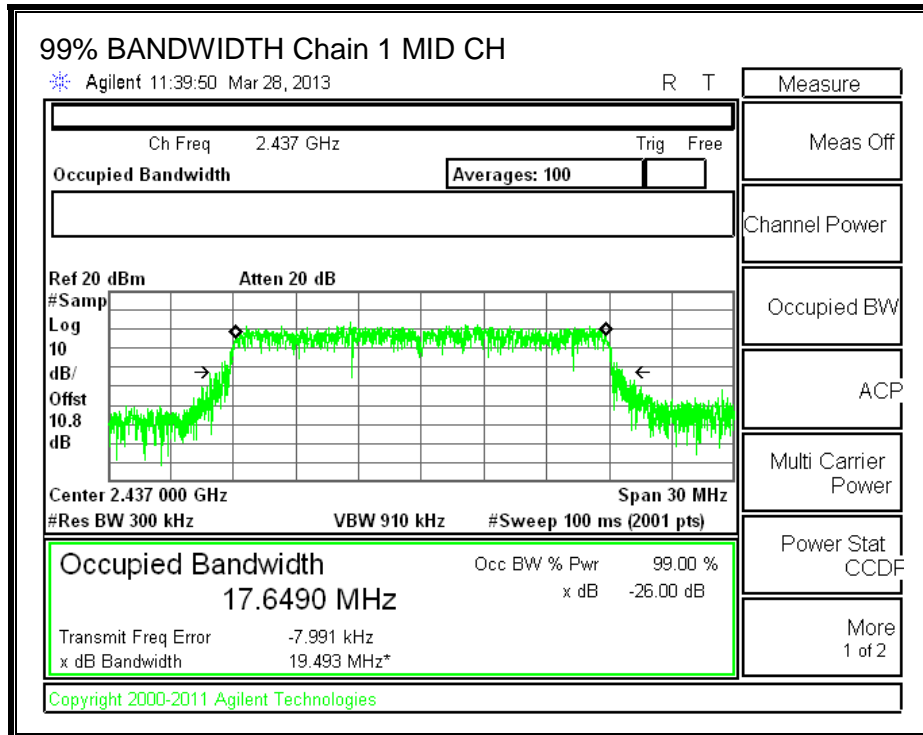 99% BANDWIDTH Chain 1 MID CH
Agilent 11:39:50 Mar 28, 2013 R T
Measure
Ch Freq 2.437 GHz Trig Free
Meas Off
Occupied Bandwidth Averages: 100
Channel Power
Ref 20 dBm Atten 20 dB
#Samp
Log
10
dB/
Offst
10.8
dB
Occupied BW
ACP
Multi Carrier
Power
Center 2.437 000 GHz Span 30 MHz
#Res BW 300 kHz VBW 910 kHz #Sweep 100 ms (2001 pts)
Power Stat
CCDF
Occupied Bandwidth Occ BW % Pwr 99.00 %
17.6490 MHz x dB -26.00 dB
Transmit Freq Error -7.991 kHz
x dB Bandwidth 19.493 MHz*
More
1 of 2
Copyright 2000-2011 Agilent Technologies